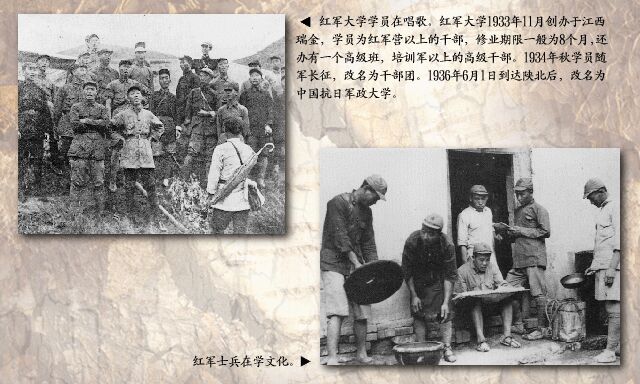 ◀ 红军大学学员在唱歌。红军大学1933年11月创办于江西
瑞金，学员为红军营以上的干部，修业期限一般为8个月，还
办有一个高级班，培训军以上的高级干部。1934年秋学员随
军长征，改名为干部团。1936年6月1日到达陕北后，改名为
中国抗日军政大学。
红军士兵在学文化。▶